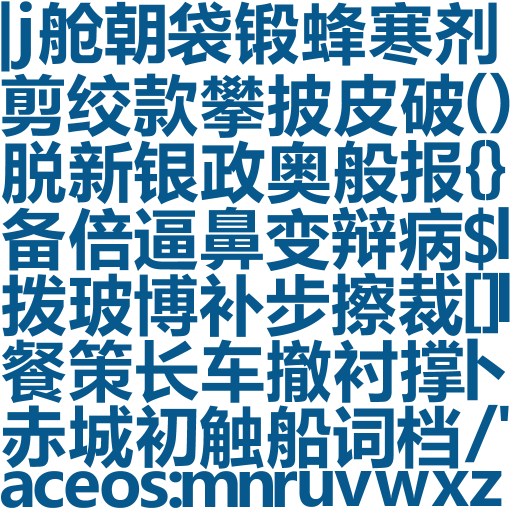 |j舱朝袋锻蜂寒剂
剪绞款攀披皮破()
脱新银政奥般报{}
备倍逼鼻变辩病$l
拨玻博补步擦裁[]I
餐策长车撤衬撑卜
赤城初触船词档/'
aceos:mnruvwxz